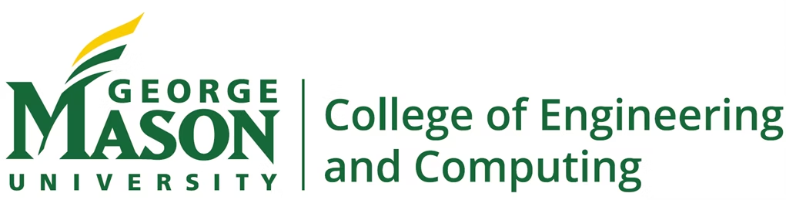 GEORGE
MASON
UNIVERSITY
College of Engineering
and Computing